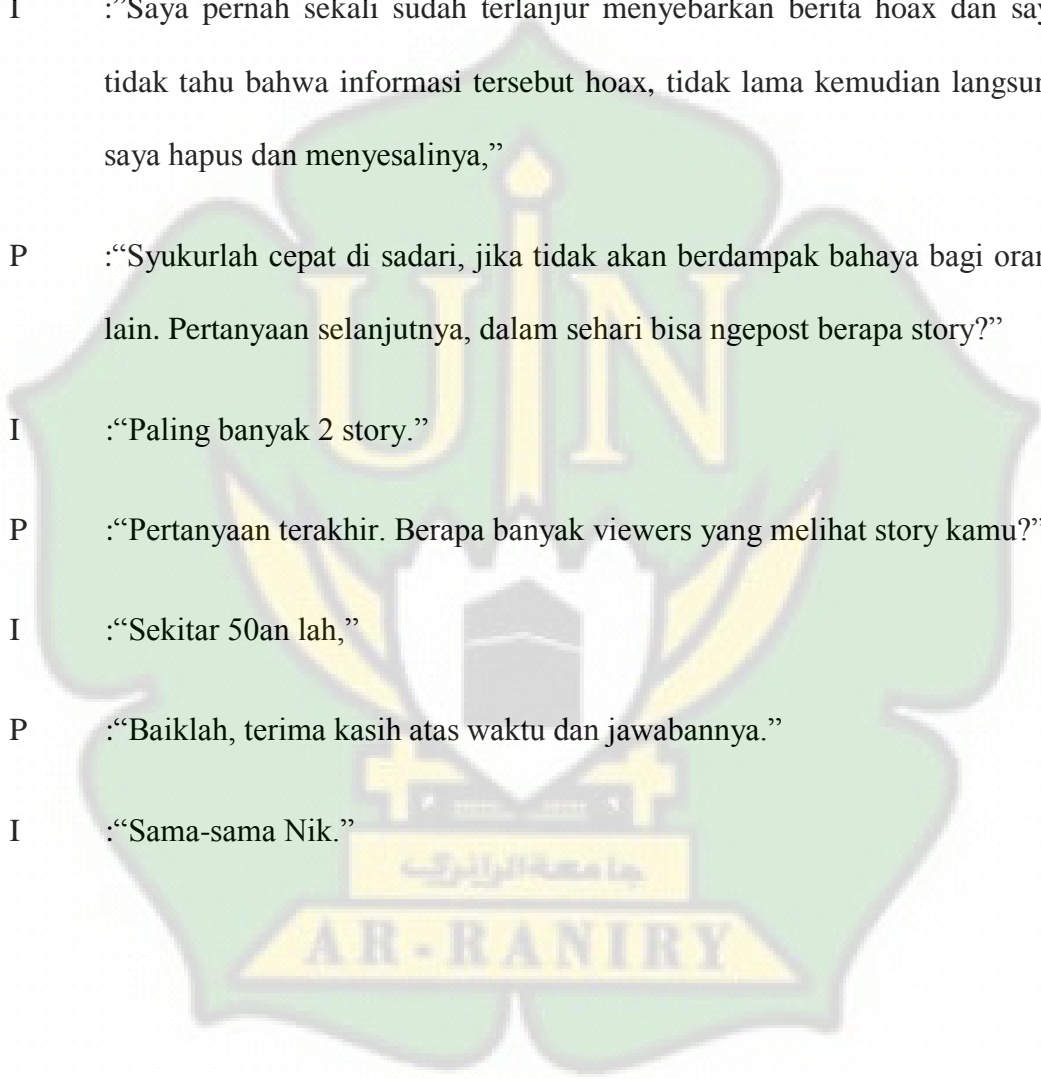 I :“Saya pernah sekali sudah terlanjur menyebarkan berita hoax dan
tidak tahu bahwa informasi tersebut hoax, tidak lama kemudian
saya hapus dan menyesalinya,”
P :“Syukurlah cepat di sadari, jika tidak akan berdampak bahaya bagi
lain. Pertanyaan selanjutnya, dalam sehari bisa ngepost berapa story?”
I :“Paling banyak 2 story.”
P :“Pertanyaan terakhir. Berapa banyak viewers yang melihat story kamu?”
I :“Sekitar 50an lah,”
P :“Baiklah, terima kasih atas waktu dan jawabannya.”
I :“Sama-sama Nik.”
UIN
جامعة الرانيري
AR-RANIRY